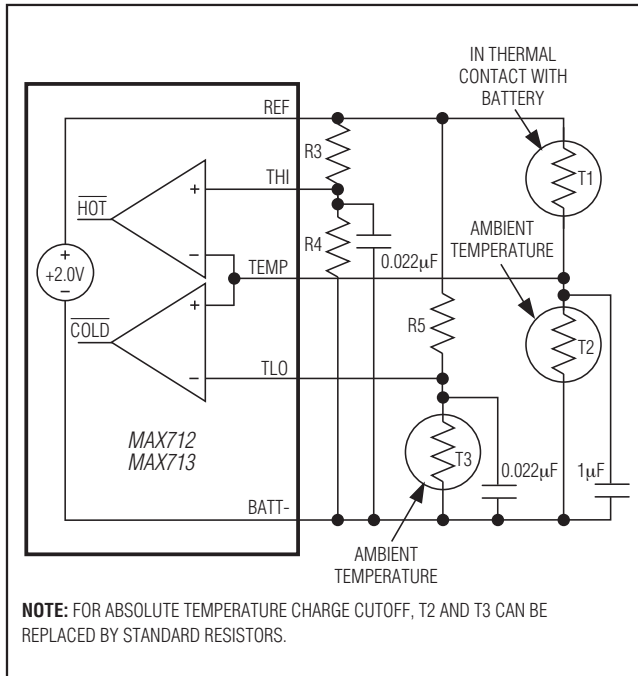 IN THERMAL
CONTACT WITH
BATTERY
REF
R3
THI
T1
HOT
R4
AMBIENT
TEMPERATURE
0.022μF
+
−
TEMP
+2.0V
+
−
COLD
+
−
R5
T2
TLO
MAX712
MAX713
T3
0.022μF
1μF
BATT-
AMBIENT
TEMPERATURE
NOTE: FOR ABSOLUTE TEMPERATURE CHARGE CUTOFF, T2 AND T3 CAN BE
REPLACED BY STANDARD RESISTORS.